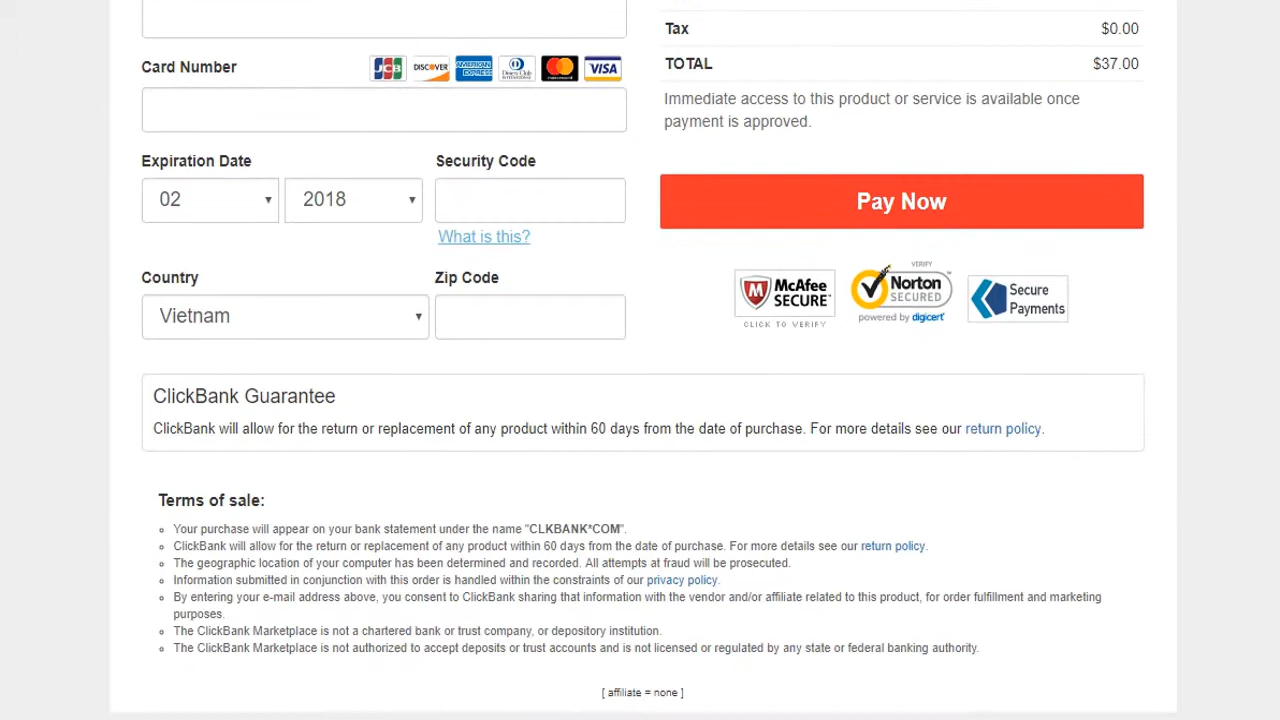 Tax $0.00
Card Number JCB DISCOVER AMERICAN EXPRESS Diners Club INTERNATIONAL mastercard VISA
TOTAL $37.00
Immediate access to this product or service is available once
payment is approved.
Expiration Date Security Code
02 2018
Pay Now
What is this?
Country Zip Code
Vietnam
McAfee SECURE™
CLICK TO VERIFY
VERIFY
Norton™
SECURED
powered by digicert
Secure
Payments
ClickBank Guarantee
ClickBank will allow for the return or replacement of any product within 60 days from the date of purchase. For more details see our return policy.
Terms of sale:
Your purchase will appear on your bank statement under the name "CLKBANK*COM".
ClickBank will allow for the return or replacement of any product within 60 days from the date of purchase. For more details see our return policy.
The geographic location of your computer has been determined and recorded. All attempts at fraud will be prosecuted.
Information submitted in conjunction with this order is handled within the constraints of our privacy policy.
By entering your e-mail address above, you consent to ClickBank sharing that information with the vendor and/or affiliate related to this product, for order fulfillment and marketing
purposes.
The ClickBank Marketplace is not a chartered bank or trust company, or depository institution.
The ClickBank Marketplace is not authorized to accept deposits or trust accounts and is not licensed or regulated by any state or federal banking authority.
[ affiliate = none ]